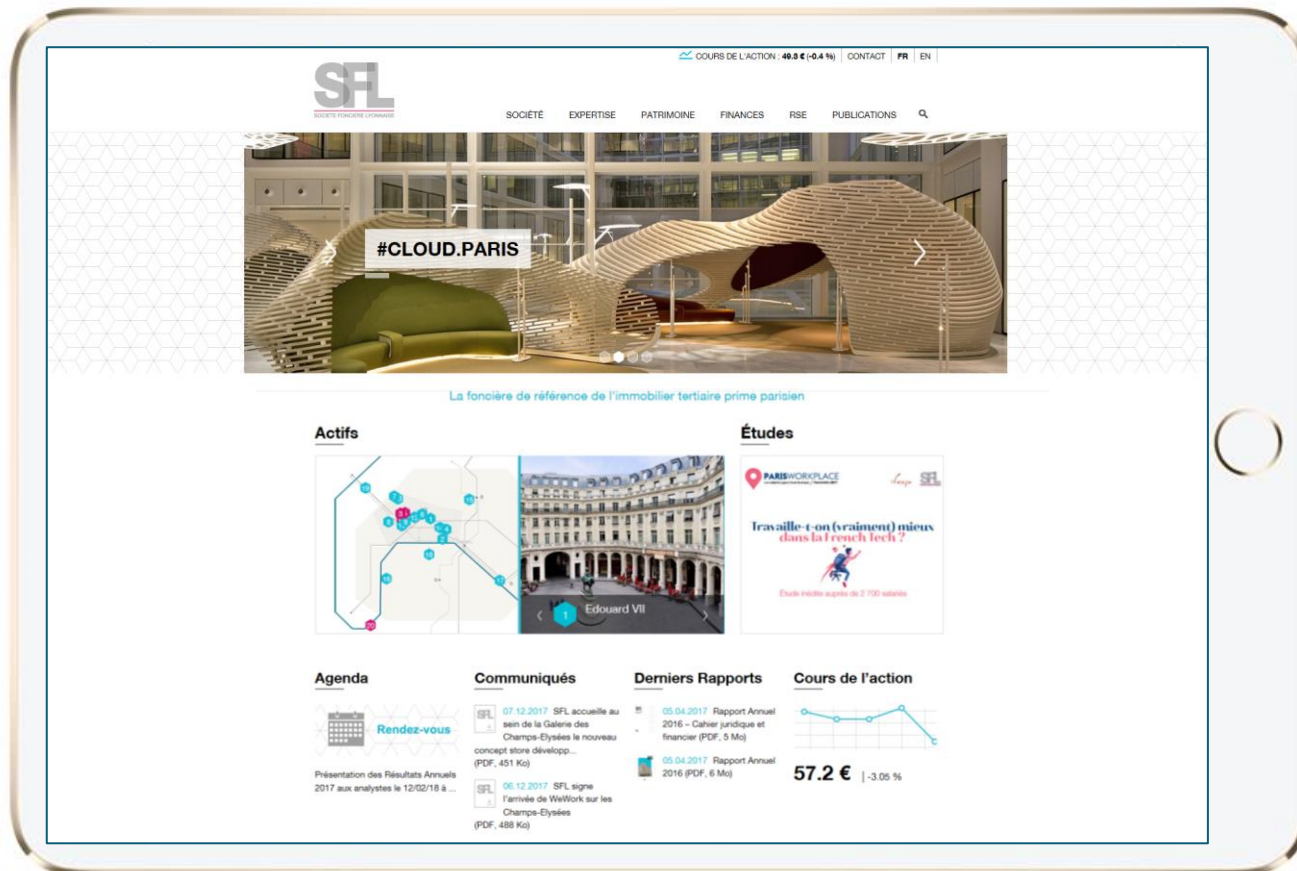 COURS DE L'ACTION : 49.3 € (-0.4 %) CONTACT FR EN
SFL
SOCIÉTÉ FONCIÈRE LYONNAISE
SOCIÉTÉ EXPERTISE PATRIMOINE FINANCES RSE PUBLICATIONS
#CLOUD.PARIS
La foncière de référence de l'immobilier tertiaire prime parisien
Actifs
1
Edouard VII
Études
PARISWORKPLACE
SFL
Travaille-t-on (vraiment) mieux
dans la French Tech ?
Étude inédite auprès de 2 700 salariés
Agenda
Rendez-vous
Présentation des Résultats Annuels
2017 aux analystes le 12/02/18 à ...
Communiqués
07.12.2017 SFL accueille au
sein de la Galerie des
Champs-Elysées le nouveau
concept store développ...
(PDF, 451 Ko)
06.12.2017 SFL signe
l'arrivée de WeWork sur les
Champs-Elysées
(PDF, 488 Ko)
Derniers Rapports
05.04.2017 Rapport Annuel
2016 – Cahier juridique et
financier (PDF, 5 Mo)
05.04.2017 Rapport Annuel
2016 (PDF, 6 Mo)
Cours de l'action
57.2 € | -3.05 %